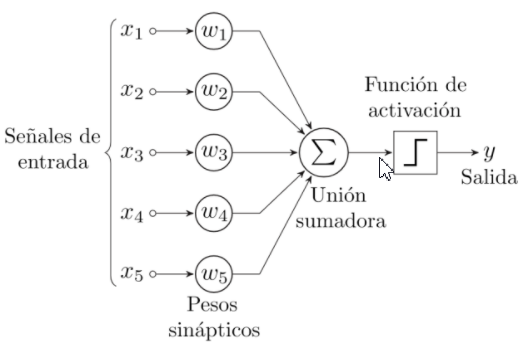 x1
w1
x2
w2
Función de
activación
Señales de
entrada
x3
w3
Σ
y
Salida
Unión
sumadora
x4
w4
x5
w5
Pesos
sinápticos